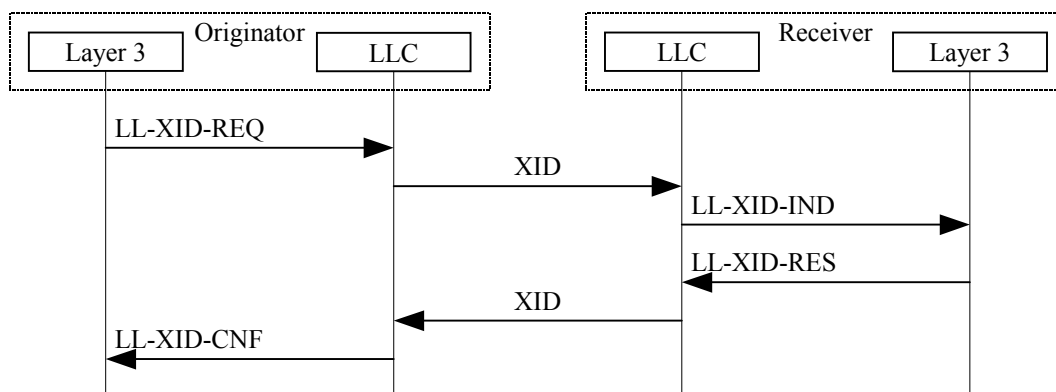 Originator
Receiver
Layer 3
LLC
LLC
Layer 3
LL-XID-REQ
XID
LL-XID-IND
LL-XID-RES
XID
LL-XID-CNF